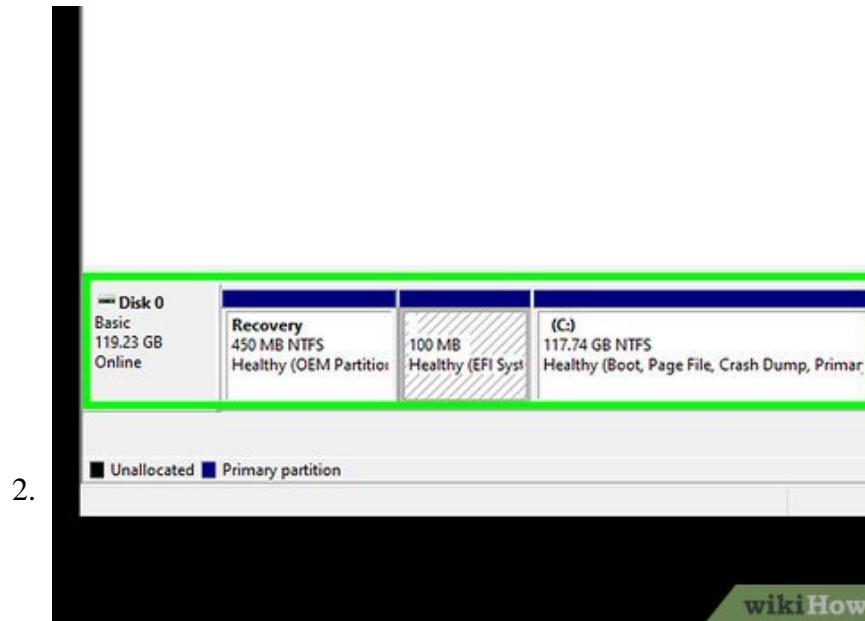 Disk 0
Basic
119.23 GB
Online
Recovery
450 MB NTFS
Healthy (OEM Partition
100 MB
Healthy (EFI Syst
(C:)
117.74 GB NTFS
Healthy (Boot, Page File, Crash Dump, Primar
Unallocated Primary partition
2.
wikiHow